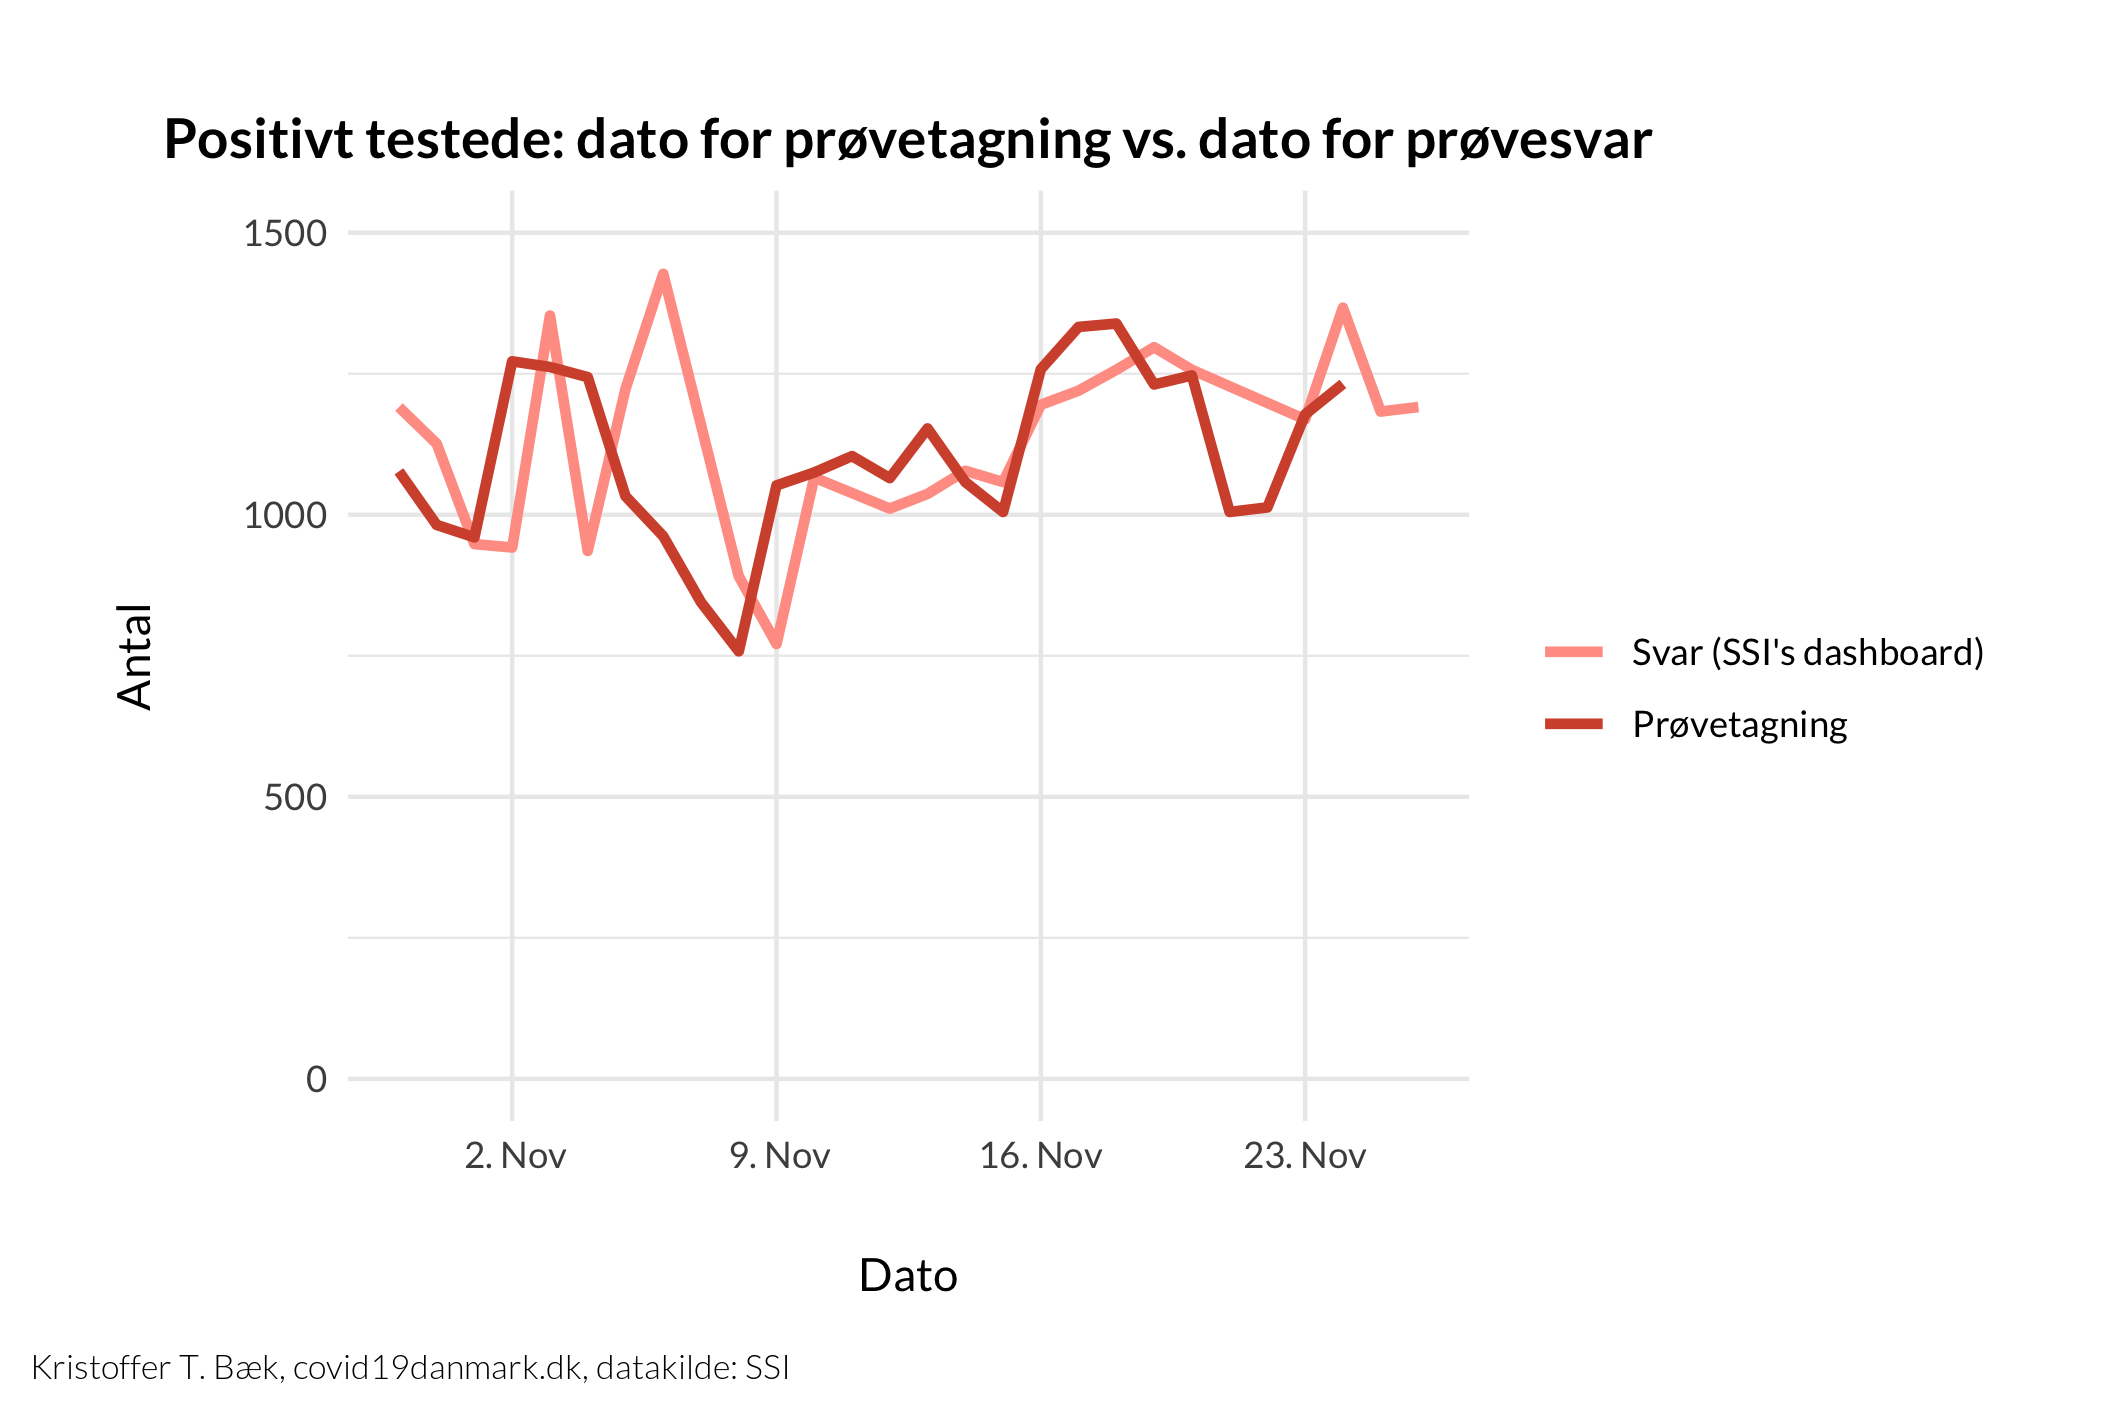 Positivt testede: dato for prøvetagning vs. dato for prøvesvar
1500
1000
500
0
Antal
2. Nov
9. Nov
16. Nov
23. Nov
Dato
Svar (SSI's dashboard)
Prøvetagning
Kristoffer T. Bæk, covid19danmark.dk, datakilde: SSI